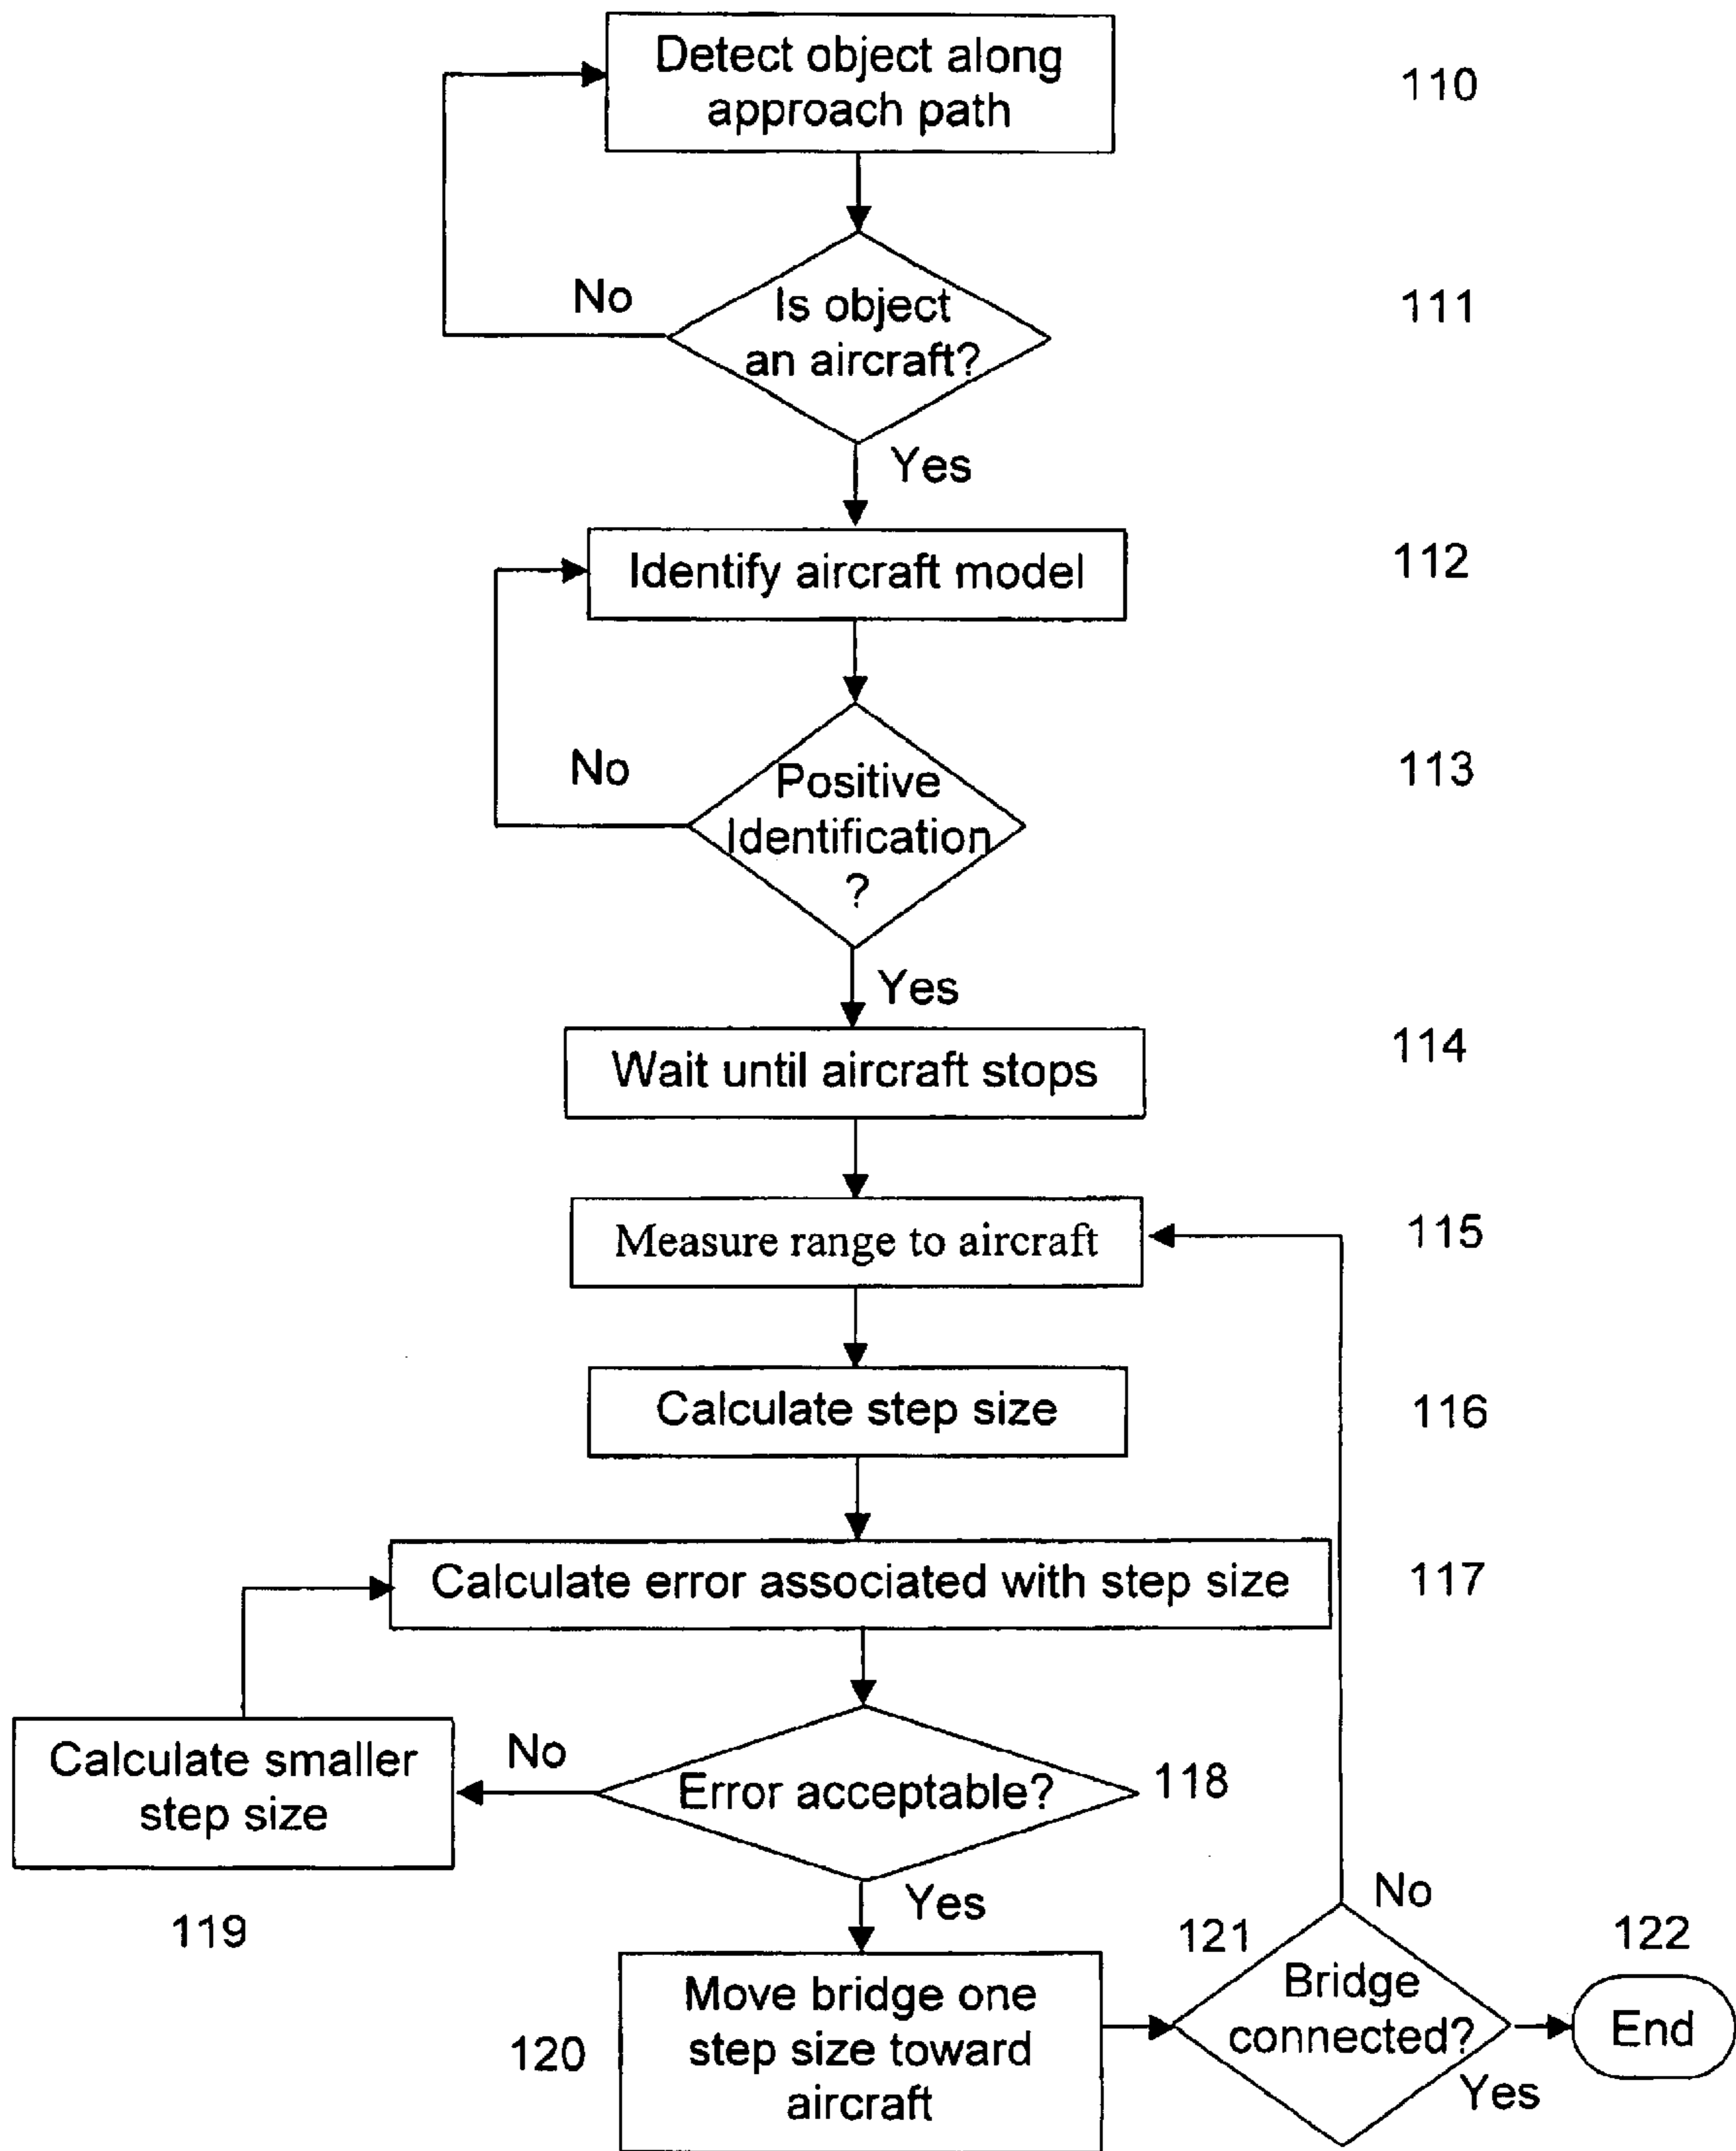 Detect object along
approach path
110
No
Is object
an aircraft?
111
Yes
Identify aircraft model
112
No
Positive
Identification
?
113
Yes
Wait until aircraft stops
114
Measure range to aircraft
115
Calculate step size
116
Calculate error associated with step size
117
Calculate smaller
step size
No
Error acceptable?
118
119
Yes
No
121
122
Move bridge one
step size toward
aircraft
120
Bridge
connected?
End
Yes